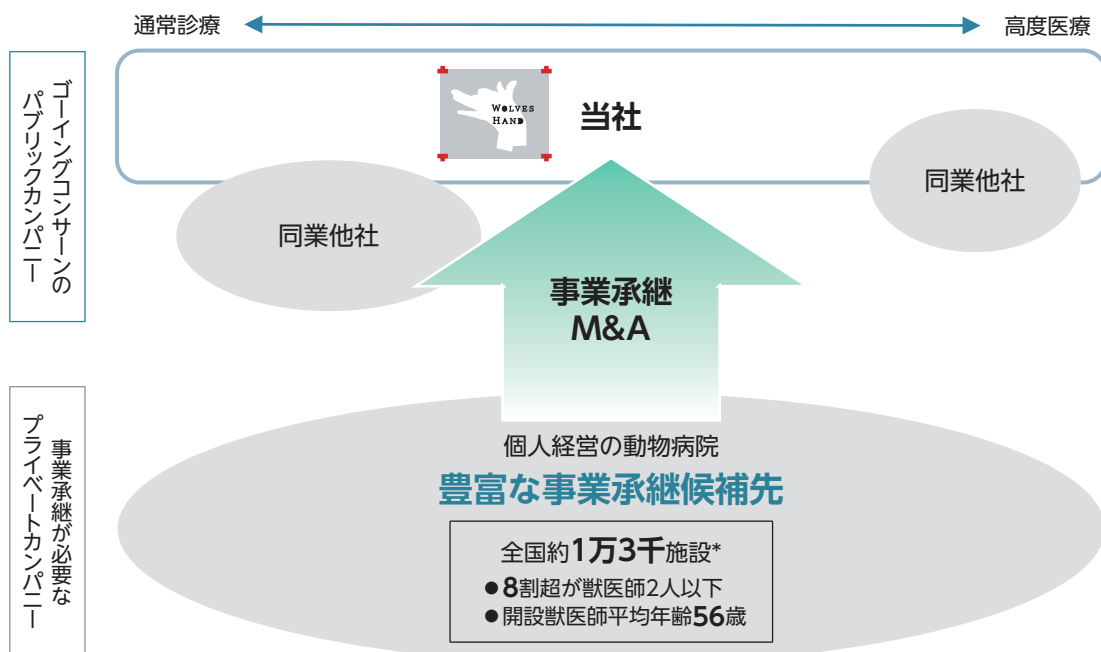 通常診療
高度医療
ゴーイングコンサーンの
パブリックカンパニー
WOLVES
HAND
当社
同業他社
同業他社
事業承継
M&A
事業承継が必要な
プライベートカンパニー
個人経営の動物病院
豊富な事業承継候補先
全国約1万3千施設*
●8割超が獣医師2人以下
●開設獣医師平均年齢56歳